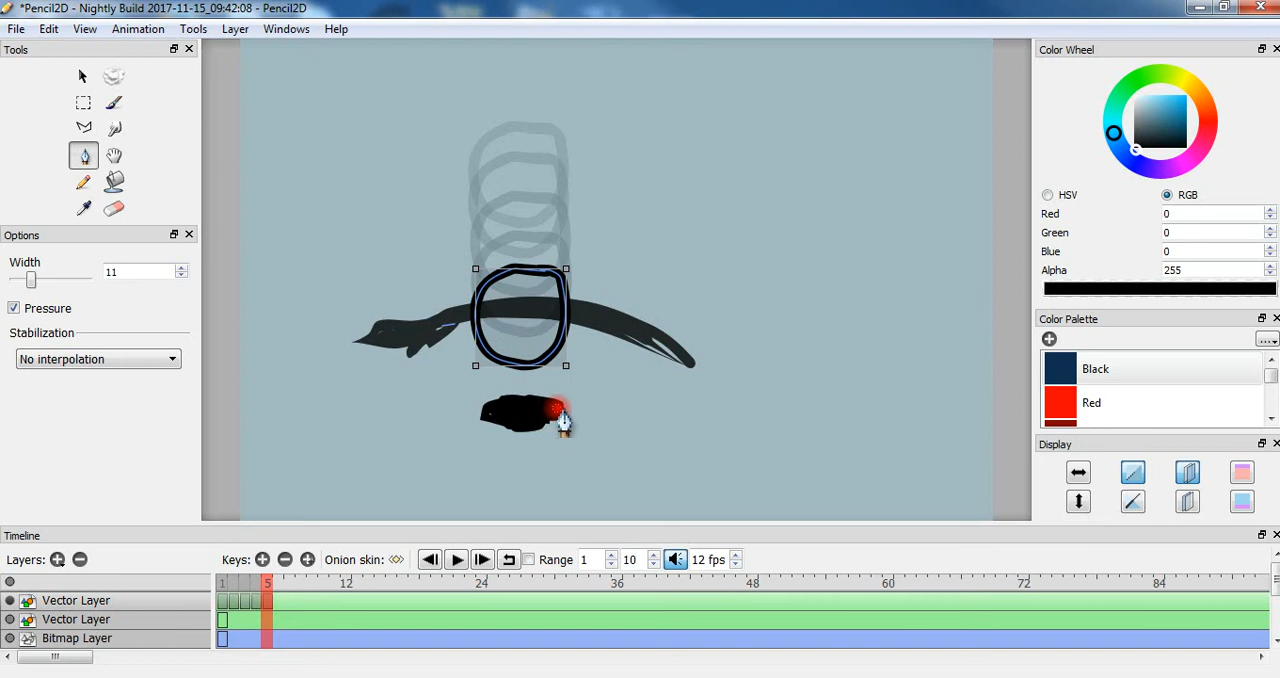 *Pencil2D - Nightly Build 2017-11-15_09:42:08 - Pencil2D
File Edit View Animation Tools Layer Windows Help
Tools
Color Wheel
HSV RGB
Red 0
Green 0
Blue 0
Alpha 255
Options
Width
11
Pressure
Stabilization
No interpolation
Color Palette
Black
Red
Display
Timeline
Layers: Keys: Onion skin: Range 1 10 12 fps
1 5 12 24 36 48 60 72 84
Vector Layer
Vector Layer
Bitmap Layer